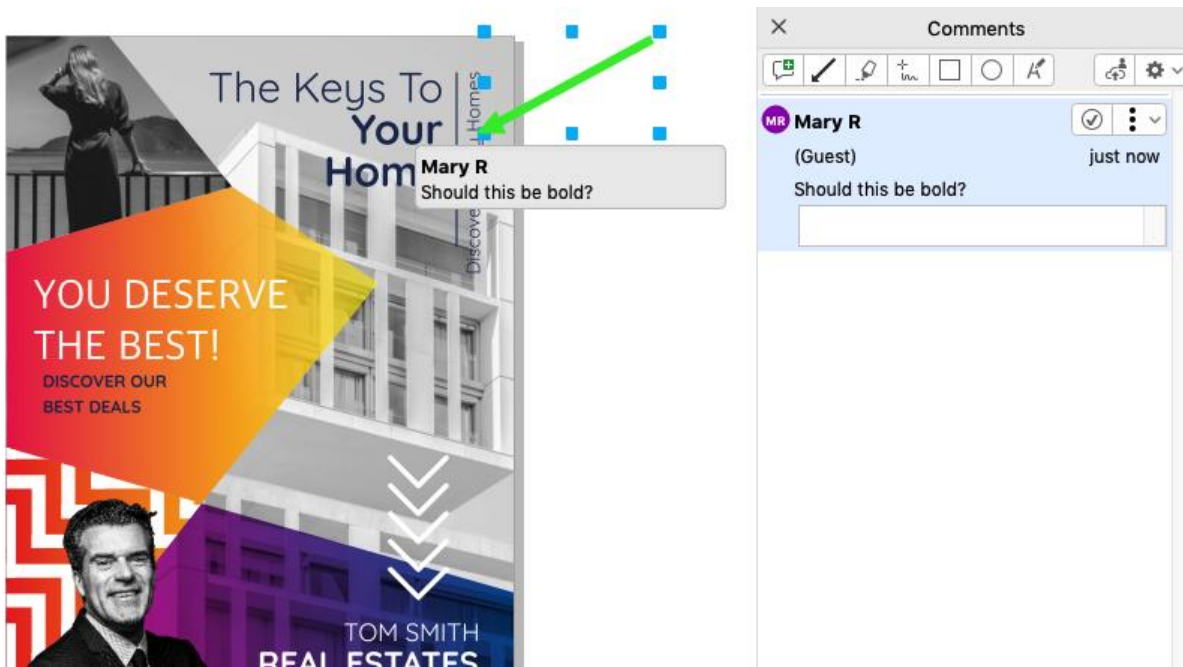 Comments
The Keys To
Your
Hom
Discove
Homes
Mary R
Should this be bold?
YOU DESERVE
THE BEST!
DISCOVER OUR
BEST DEALS
TOM SMITH
REAL ESTATES
MR Mary R
(Guest) just now
Should this be bold?